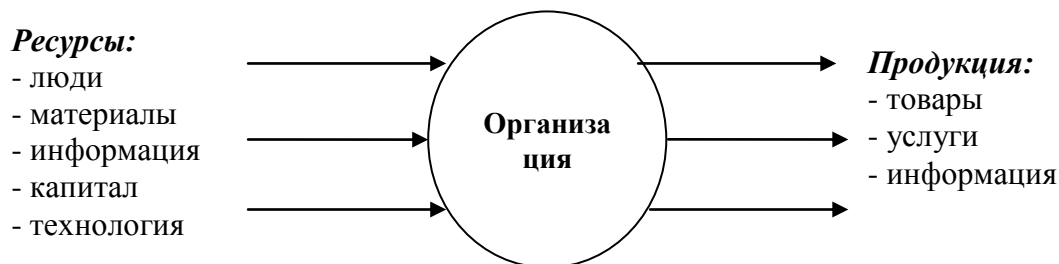 Ресурсы:
- люди
- материалы
- информация
- капитал
- технология
Организа
ция
Продукция:
- товары
- услуги
- информация